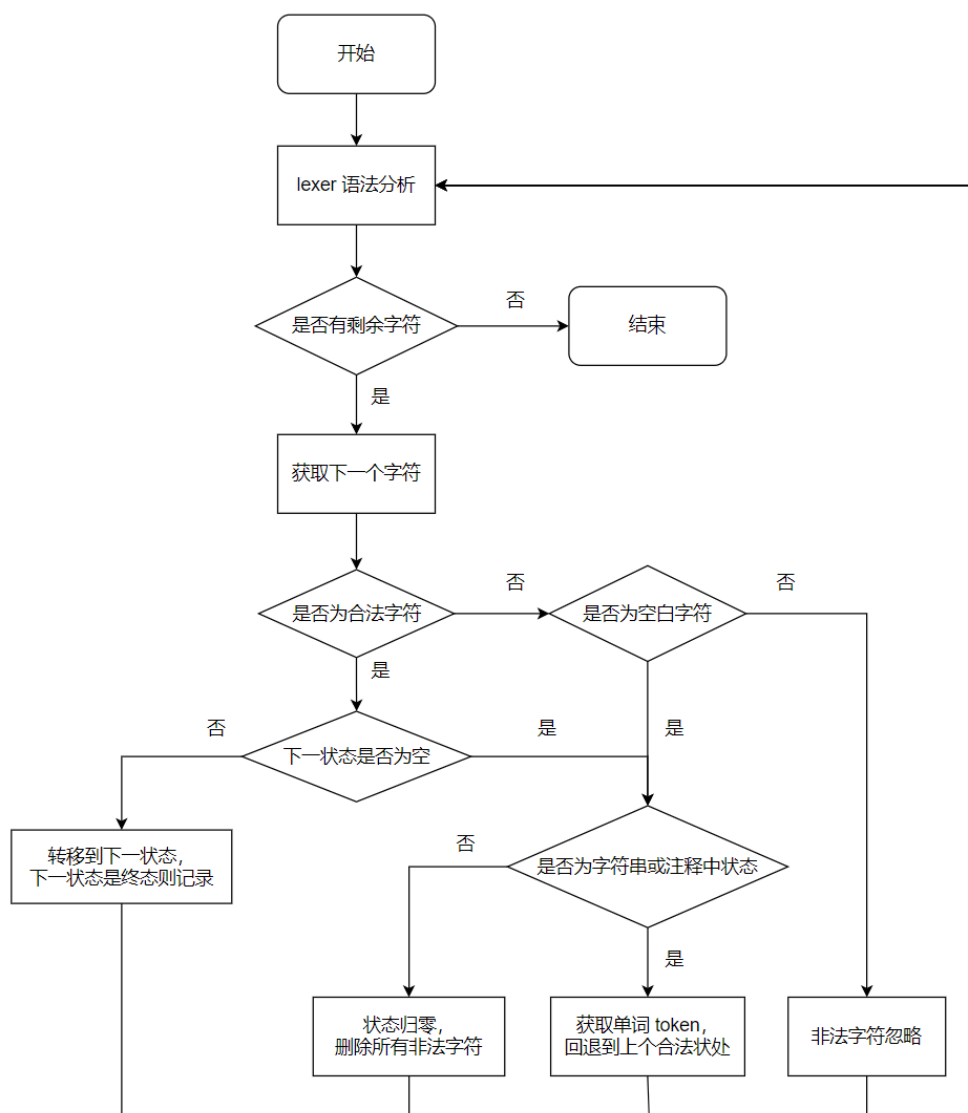 开始
lexer 语法分析
是否有剩余字符
否
结束
是
获取下一个字符
是否为合法字符
否
是否为空白字符
否
是
否
下一状态是否为空
是
是
转移到下一状态，
下一状态是终态则记录
否
是否为字符串或注释中状态
是
状态归零，
删除所有非法字符
获取单词 token，
回退到上个合法状处
非法字符忽略